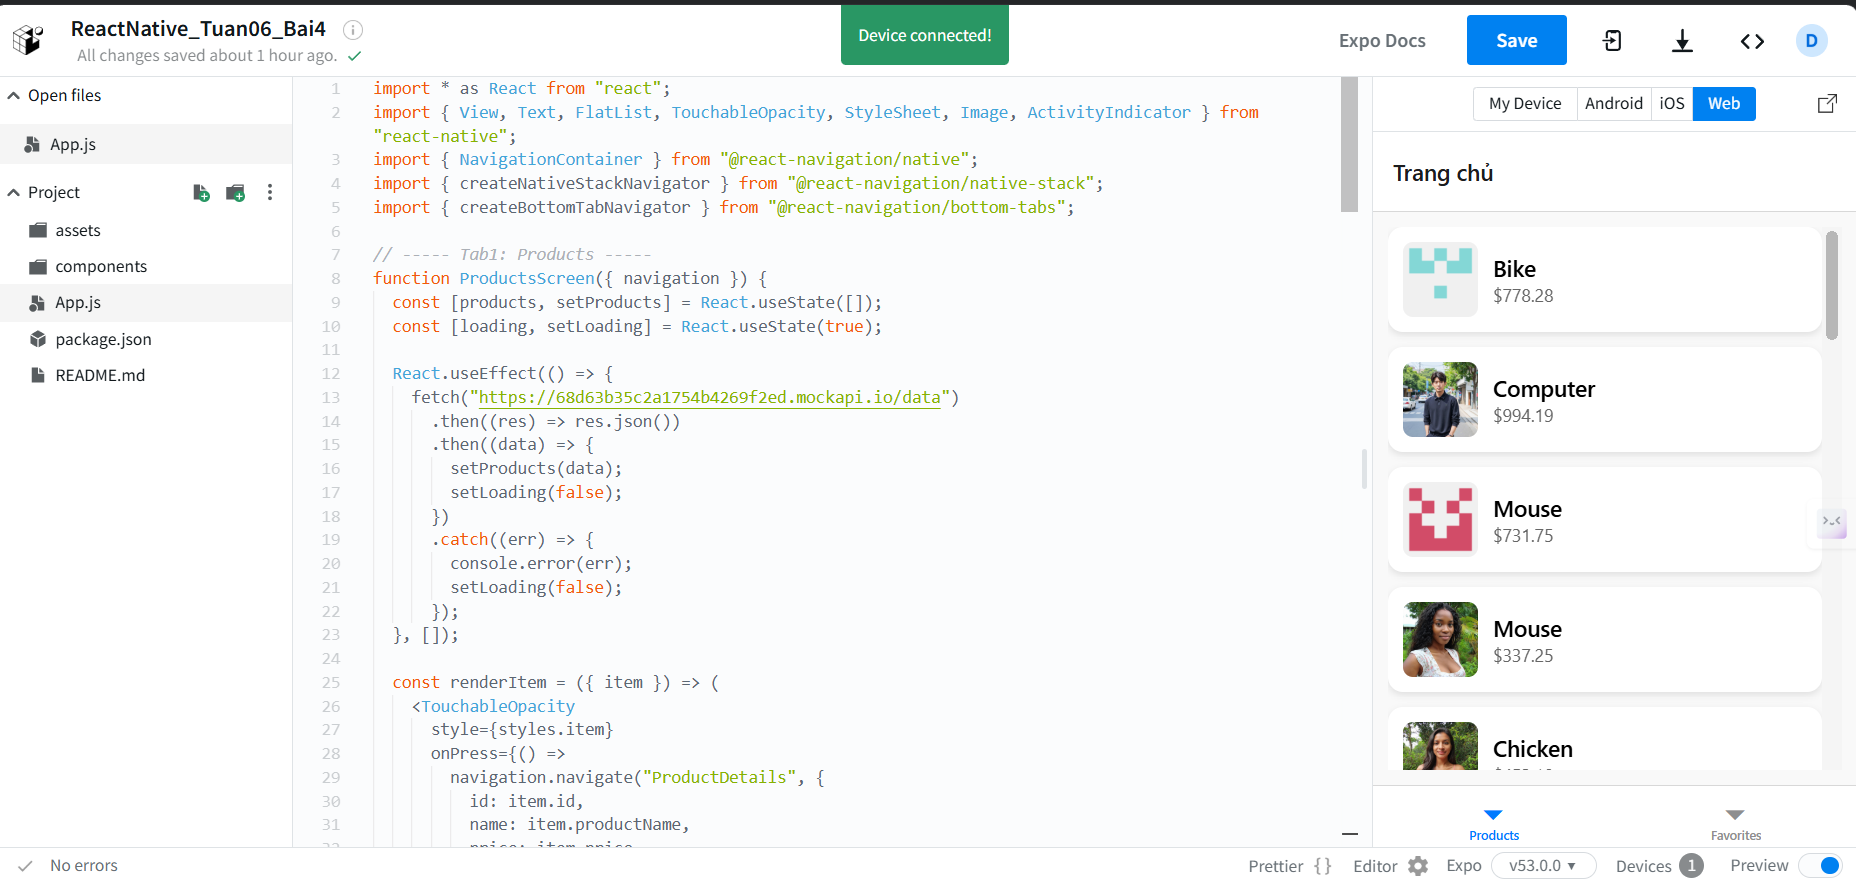 ReactNative_Tuan06_Bai4
All changes saved about 1 hour ago.
Device connected!
Expo Docs
Save
D
Open files
App.js
Project
assets
components
App.js
package.json
README.md
1 import * as React from "react";
2 import { View, Text, FlatList, TouchableOpacity, StyleSheet, Image, ActivityIndicator } from
"react-native";
3 import { NavigationContainer } from "@react-navigation/native";
4 import { createNativeStackNavigator } from "@react-navigation/native-stack";
5 import { createBottomTabNavigator } from "@react-navigation/bottom-tabs";
6
7 // ----- Tab1: Products -----
8 function ProductsScreen({ navigation }) {
9 const [products, setProducts] = React.useState([]);
10 const [loading, setLoading] = React.useState(true);
11
12 React.useEffect(() => {
13 fetch("https://68d63b35c2a1754b4269f2ed.mockapi.io/data")
14 .then((res) => res.json())
15 .then((data) => {
16 setProducts(data);
17 setLoading(false);
18 })
19 .catch((err) => {
20 console.error(err);
21 setLoading(false);
22 });
23 }, []);
24
25 const renderItem = ({ item }) => (
26 <TouchableOpacity
27 style={styles.item}
28 onPress={() =>
29 navigation.navigate("ProductDetails", {
30 id: item.id,
31 name: item.productName,
32 price: item.price
My Device
Android
iOS
Web
Trang chủ
Bike
$778.28
Computer
$994.19
Mouse
$731.75
Mouse
$337.25
Chicken
Products
Favorites
No errors
Prettier {}
Editor
Expo
v53.0.0
Devices 1
Preview